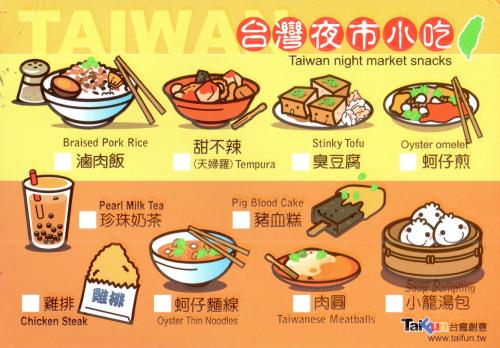 TAIWAN
台灣夜市小吃
Taiwan night market snacks
Braised Pork Rice
滷肉飯
甜不辣
(天婦羅) Tempura
Stinky Tofu
臭豆腐
Oyster omelet
蚵仔煎
Pearl Milk Tea
珍珠奶茶
Pig Blood Cake
豬血糕
雞排
Chicken Steak
雞排
蚵仔麵線
Oyster Thin Noodles
肉圓
Taiwanese Meatballs
Soup Dumpling
小籠湯包
Taifun 台瘋創意
www.taifun.tw